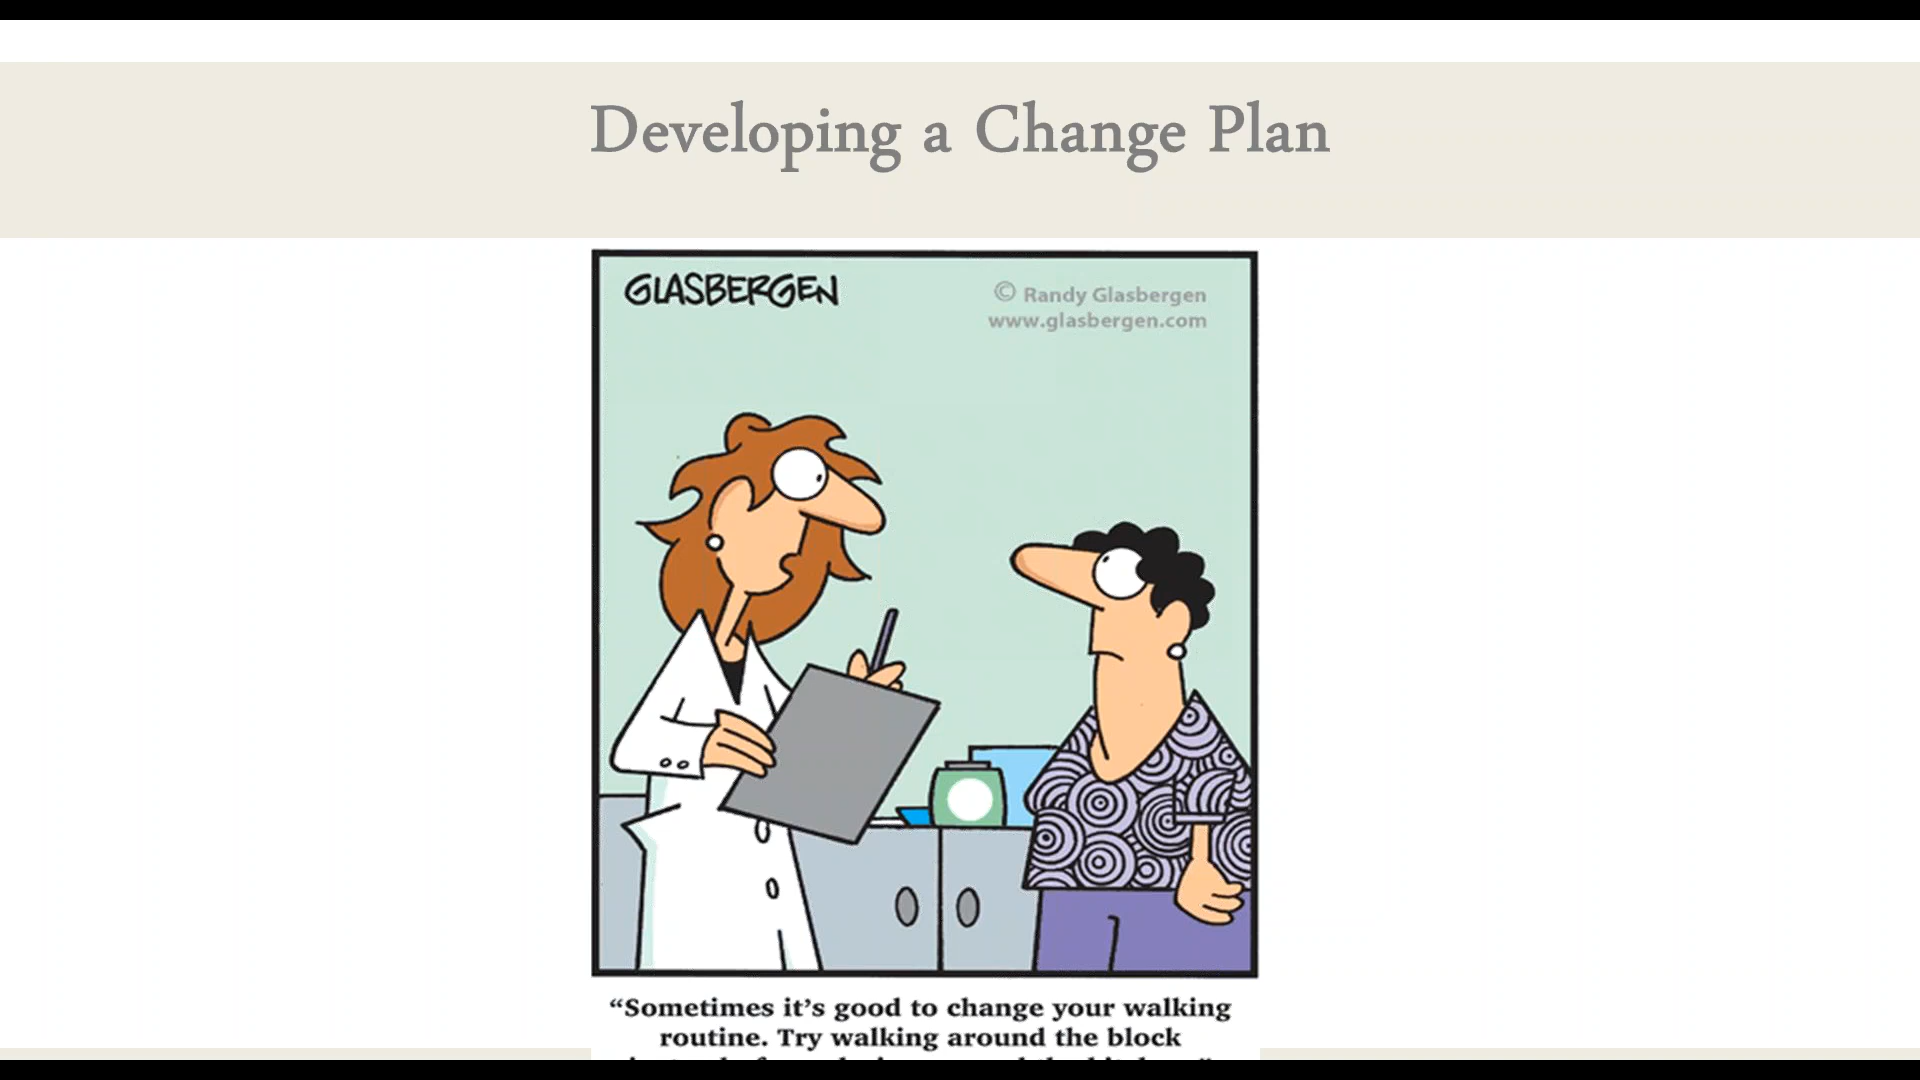 Developing a Change Plan
GLASBERGEN
© Randy Glasbergen
www.glasbergen.com
“Sometimes it’s good to change your walking
routine. Try walking around the block